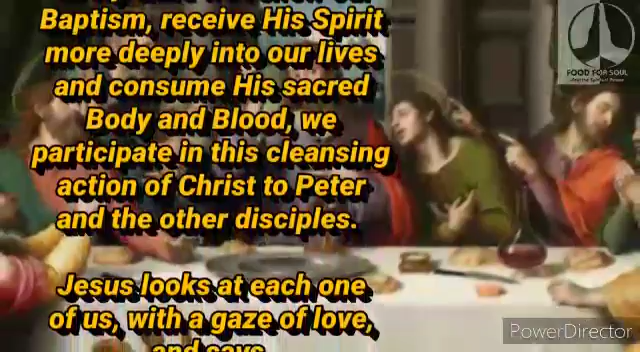 Baptism, receive His Spirit
more deeply into our lives
and consume His sacred
Body and Blood, we
participate in this cleansing
action of Christ to Peter
and the other disciples.
Jesus looks at each one
of us, with a gaze of love,
and says
FOOD FOR SOUL
PowerDirector